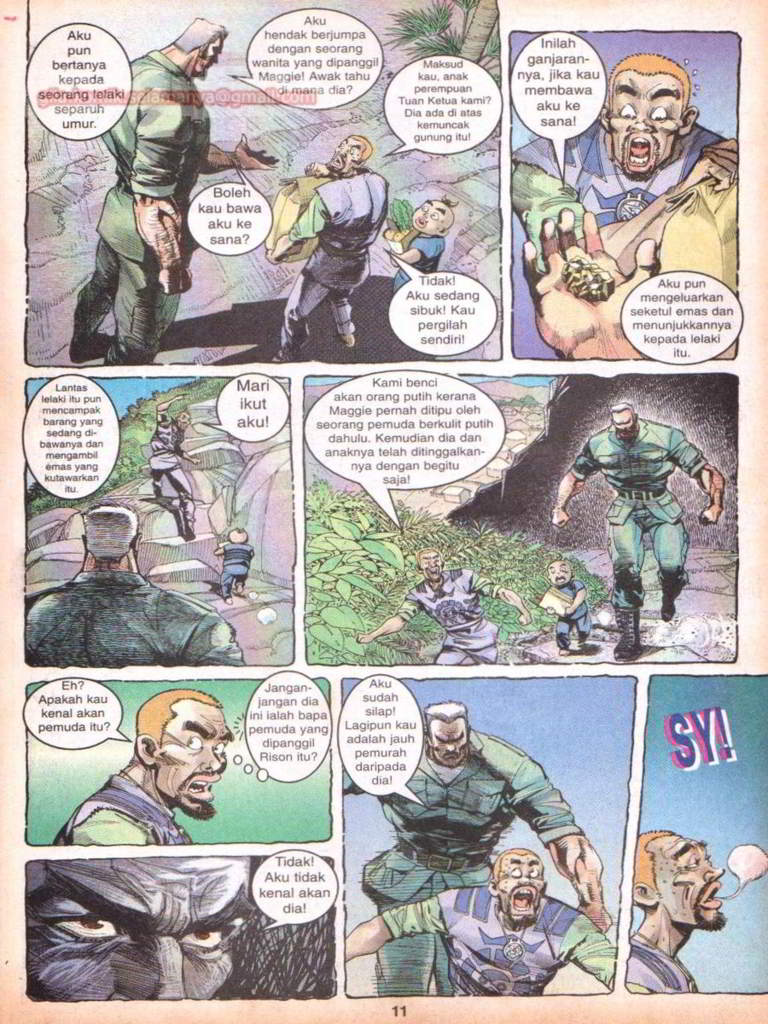 Aku
pun
bertanya
kepada
seorang lelaki
separuh
umur.
Aku
hendak berjumpa
dengan seorang
wanita yang dipanggil
Maggie! Awak tahu
di mana dia?
Maksud
kau, anak
perempuan
Tuan Ketua kami?
Dia ada di atas
kemuncak
gunung itu!
Boleh
kau bawa
aku ke
sana?
Tidak!
Aku sedang
sibuk! Kau
pergilah
sendiri!
Inilah
ganjaran-
nya, jika kau
membawa
aku ke
sana!
Aku pun
mengeluarkan
seketul emas dan
menunjukkannya
kepada lelaki
itu.
Lantas
lelaki itu pun
mencampak
barang yang
sedang di-
bawanya dan
mengambil
emas yang
kutawarkan
itu.
Mari
ikut
aku!
Kami benci
akan orang putih kerana
Maggie pernah ditipu oleh
seorang pemuda berkulit putih
dahulu. Kemudian dia dan
anaknya telah ditinggalkan-
nya dengan begitu
saja!
Eh?
Apakah kau
kenal akan
pemuda itu?
Jangan-
jangan dia
ini ialah bapa
pemuda yang
dipanggil
Rison itu?
Tidak!
Aku tidak
kenal akan
dia!
Aku
sudah
silap!
Lagipun kau
adalah jauh
pemurah
daripada
dia!
SY!
11